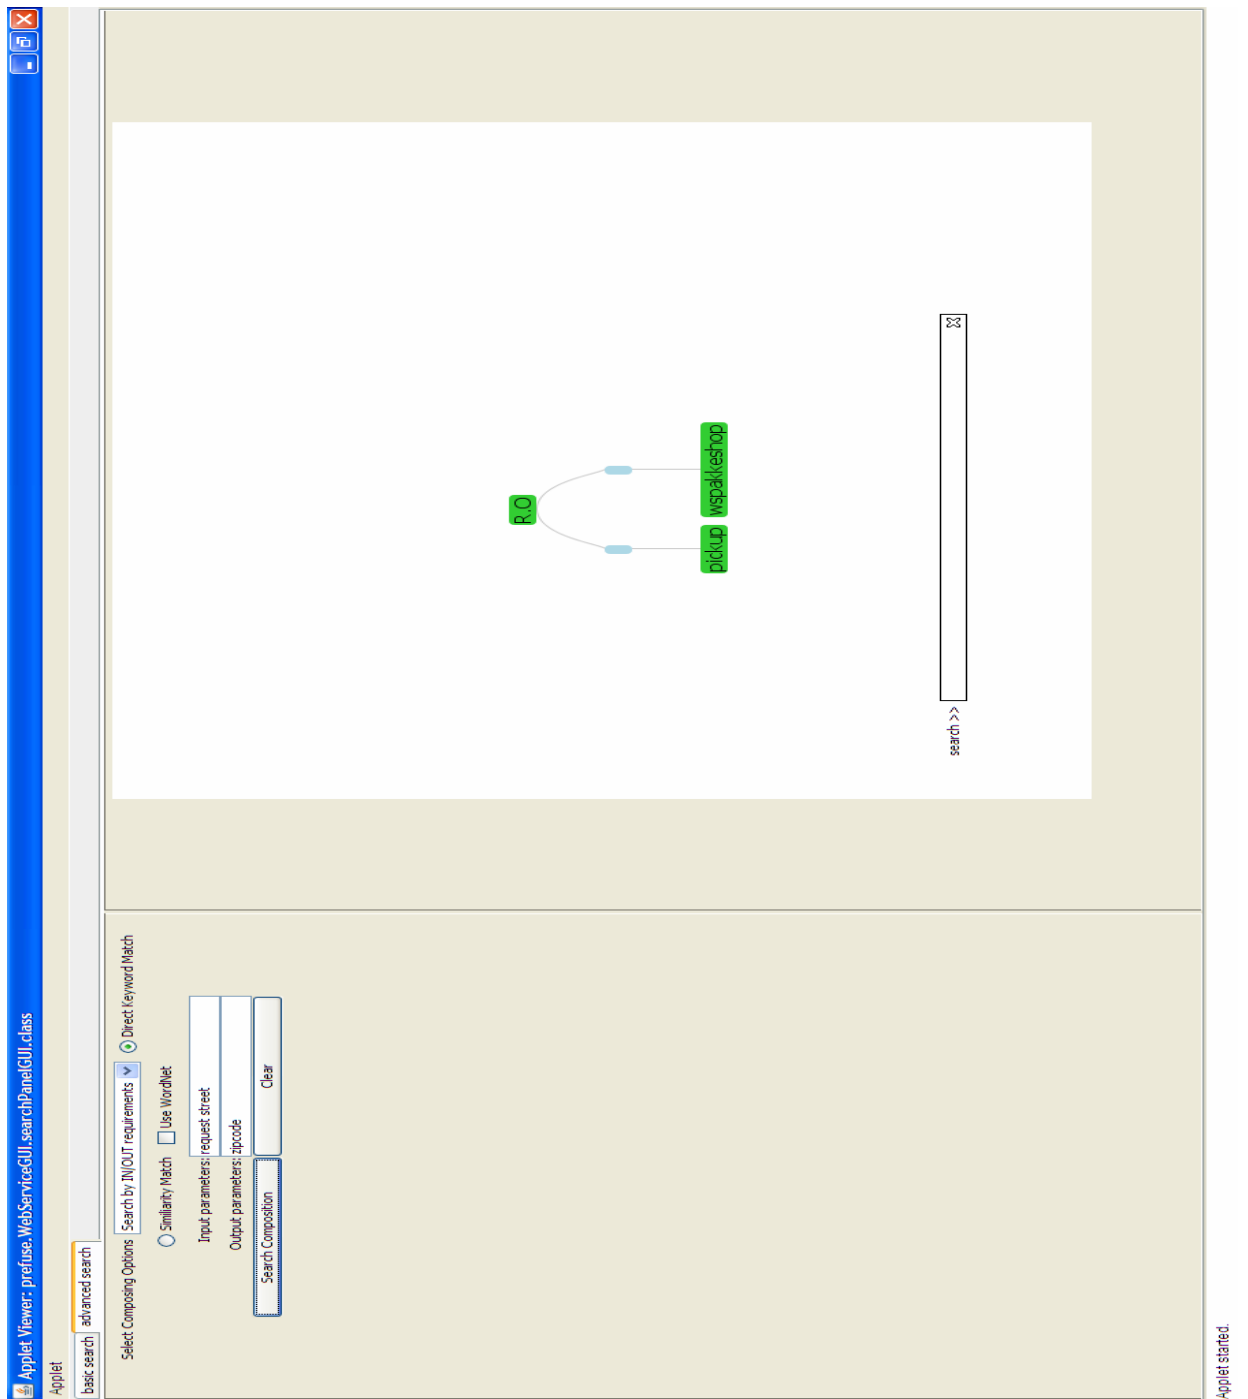 Applet Viewer: prefuse.WebServiceGUI.searchPanelGUI.class
Applet
basic search advanced search
Select Composing Options Search by IN/OUT requirements Direct Keyword Match
Similarity Match Use WordNet
Input parameters: request street
Output parameters: zipcode
Search Composition Clear
R.O
pickup wspakkeshop
search >>
Applet started.